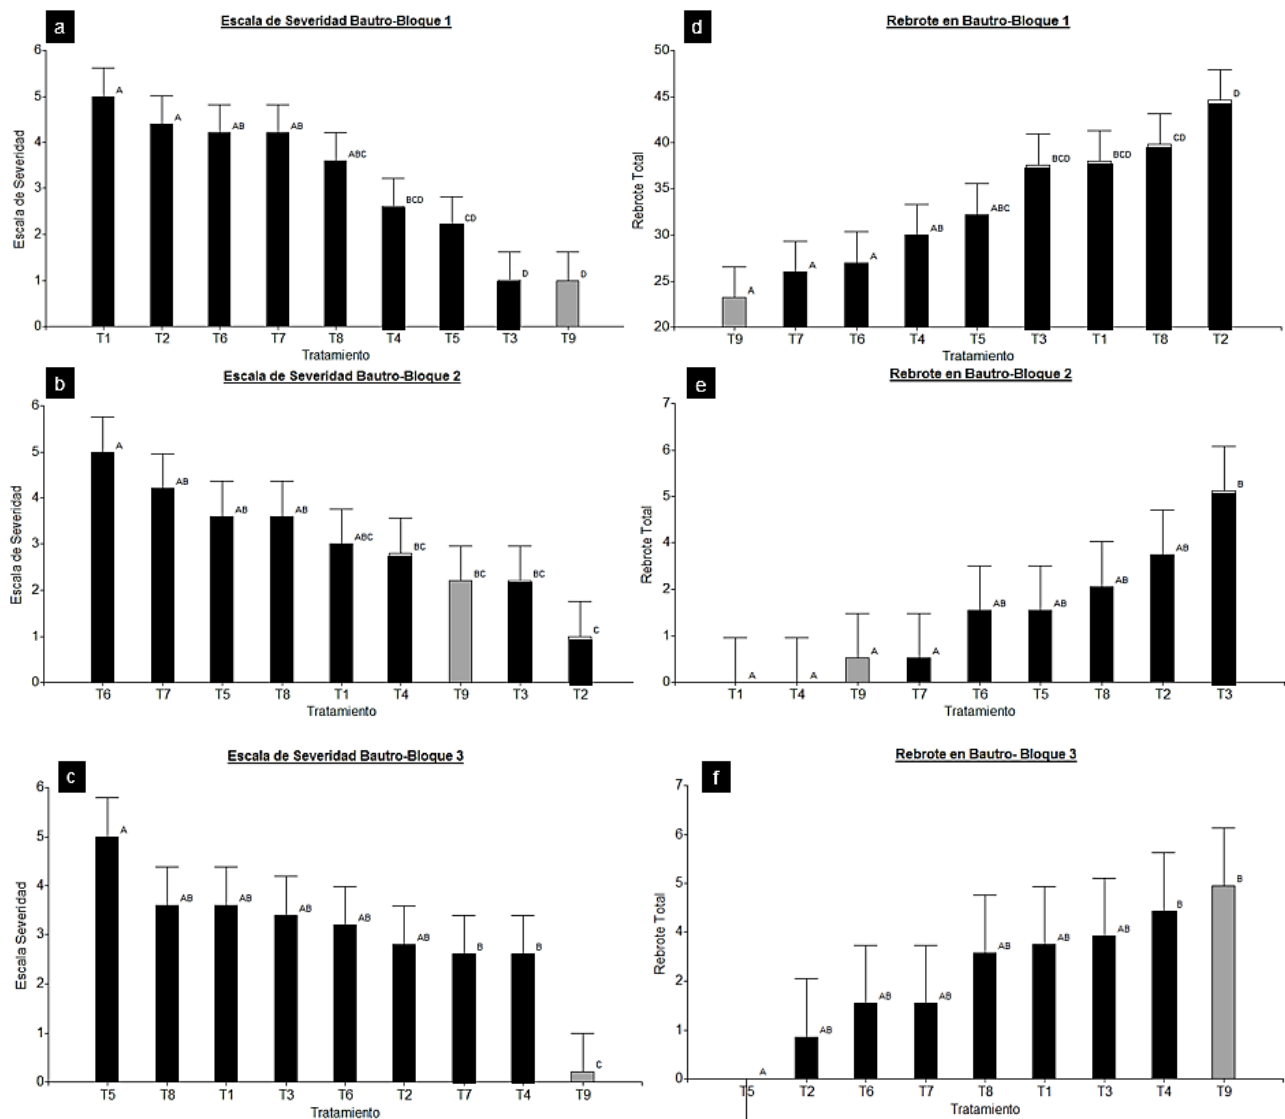 a
Escala de Severidad Bautro-Bloque 1
6
5
4
3
2
1
0
Escala de Severidad
A
A
AB
AB
ABC
BCD
CD
D
D
T1 T2 T6 T7 T8 T4 T5 T3 T9
Tratamiento
d
Rebrote en Bautro-Bloque 1
50
45
40
35
30
25
20
Rebrote Total
A
A
A
AB
ABC
BCD
BCD
CD
D
T9 T7 T6 T4 T5 T3 T1 T8 T2
Tratamiento
b
Escala de Severidad Bautro-Bloque 2
6
5
4
3
2
1
0
Escala de Severidad
A
AB
AB
AB
ABC
BC
BC
BC
C
T6 T7 T5 T8 T1 T4 T9 T3 T2
Tratamiento
e
Rebrote en Bautro-Bloque 2
7
6
5
2
2
1
0
Rebrote Total
A
A
A
A
AB
AB
AB
AB
B
T1 T4 T9 T7 T6 T5 T8 T2 T3
Tratamiento
c
Escala de Severidad Bautro-Bloque 3
6
5
4
3
2
1
0
Escala Severidad
A
AB
AB
AB
AB
AB
B
B
C
T5 T8 T1 T3 T6 T2 T7 T4 T9
Tratamiento
f
Rebrote en Bautro- Bloque 3
7
6
5
4
2
1
0
Rebrote Total
A
AB
AB
AB
AB
AB
AB
B
B
T5 T2 T6 T7 T8 T1 T3 T4 T9
Tratamiento